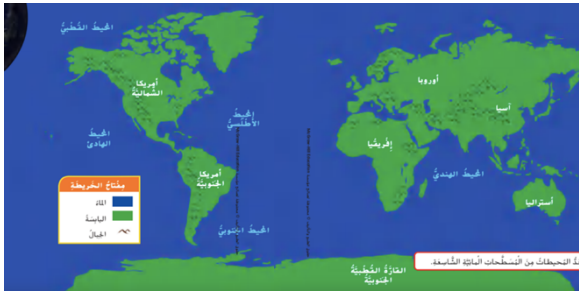 المحيط القطبي
أمريكا
الشمالية
أوروبا
آسيا
المحيط
الأطلسي
المحيط
الهادئ
إفريقيا
أمريكا
الجنوبية
المحيط الهندي
أستراليا
المحيط الجنوبي
مفتاح الخريطة
الماء
اليابسة
الجبال
القارة القطبية
الجنوبية
المحيطات من المسطحات المائية الشاسعة.